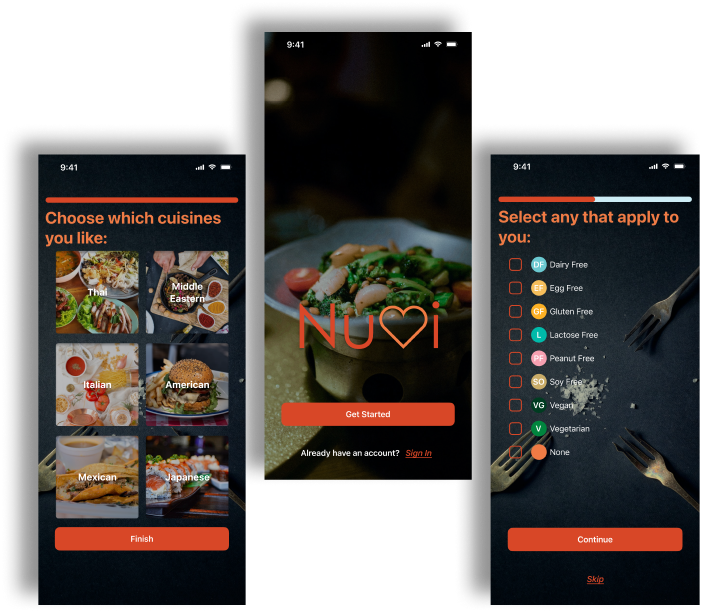 9:41
Choose which cuisines
you like:
Thai
Middle
Eastern
Italian
American
Mexican
Japanese
Finish
9:41
Nu♡i
Get Started
Already have an account? Sign In
9:41
Select any that apply to
you:
DF Dairy Free
EF Egg Free
GF Gluten Free
L Lactose Free
PF Peanut Free
SO Soy Free
VG Vegan
V Vegetarian
None
Continue
Skip